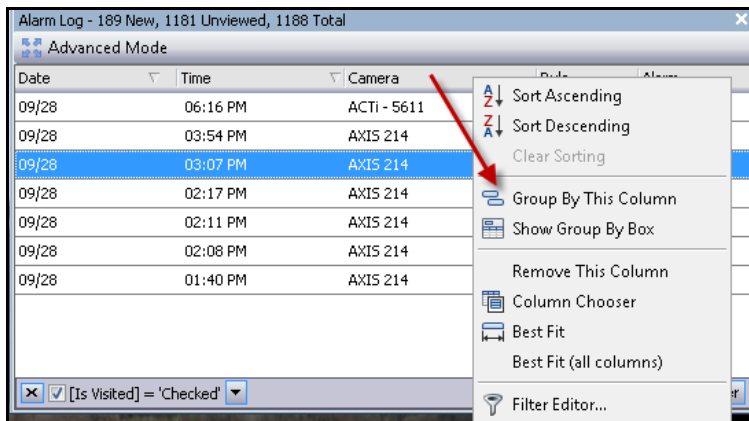 Alarm Log - 189 New, 1181 Unviewed, 1188 Total
Advanced Mode
Date Time Camera Rule Alarm
09/28 06:16 PM ACTi - 5611
09/28 03:54 PM AXIS 214
09/28 03:07 PM AXIS 214
09/28 02:17 PM AXIS 214
09/28 02:11 PM AXIS 214
09/28 02:08 PM AXIS 214
09/28 01:40 PM AXIS 214
Sort Ascending
Sort Descending
Clear Sorting
Group By This Column
Show Group By Box
Remove This Column
Column Chooser
Best Fit
Best Fit (all columns)
Filter Editor...
[Is Visited] = 'Checked'